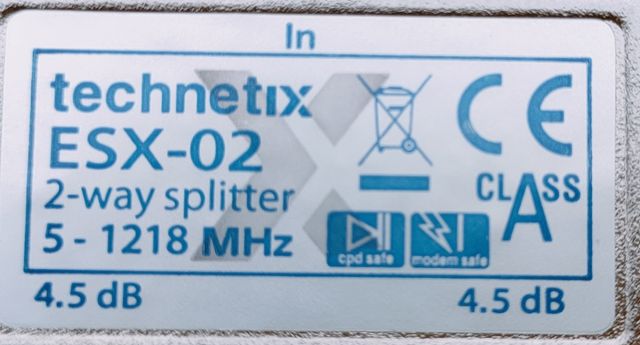 In
technetix
ESX-02
2-way splitter
5 - 1218 MHz
CE
CLASS
A
cpd safe
modem safe
4.5 dB
4.5 dB